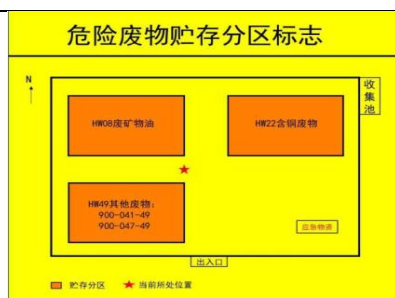 危险废物贮存分区标志
N
收集池
HW08废矿物油
HW22含铜废物
HW49其他废物：
900-041-49
900-047-49
应急物资
出入口
贮存分区
当前所处位置